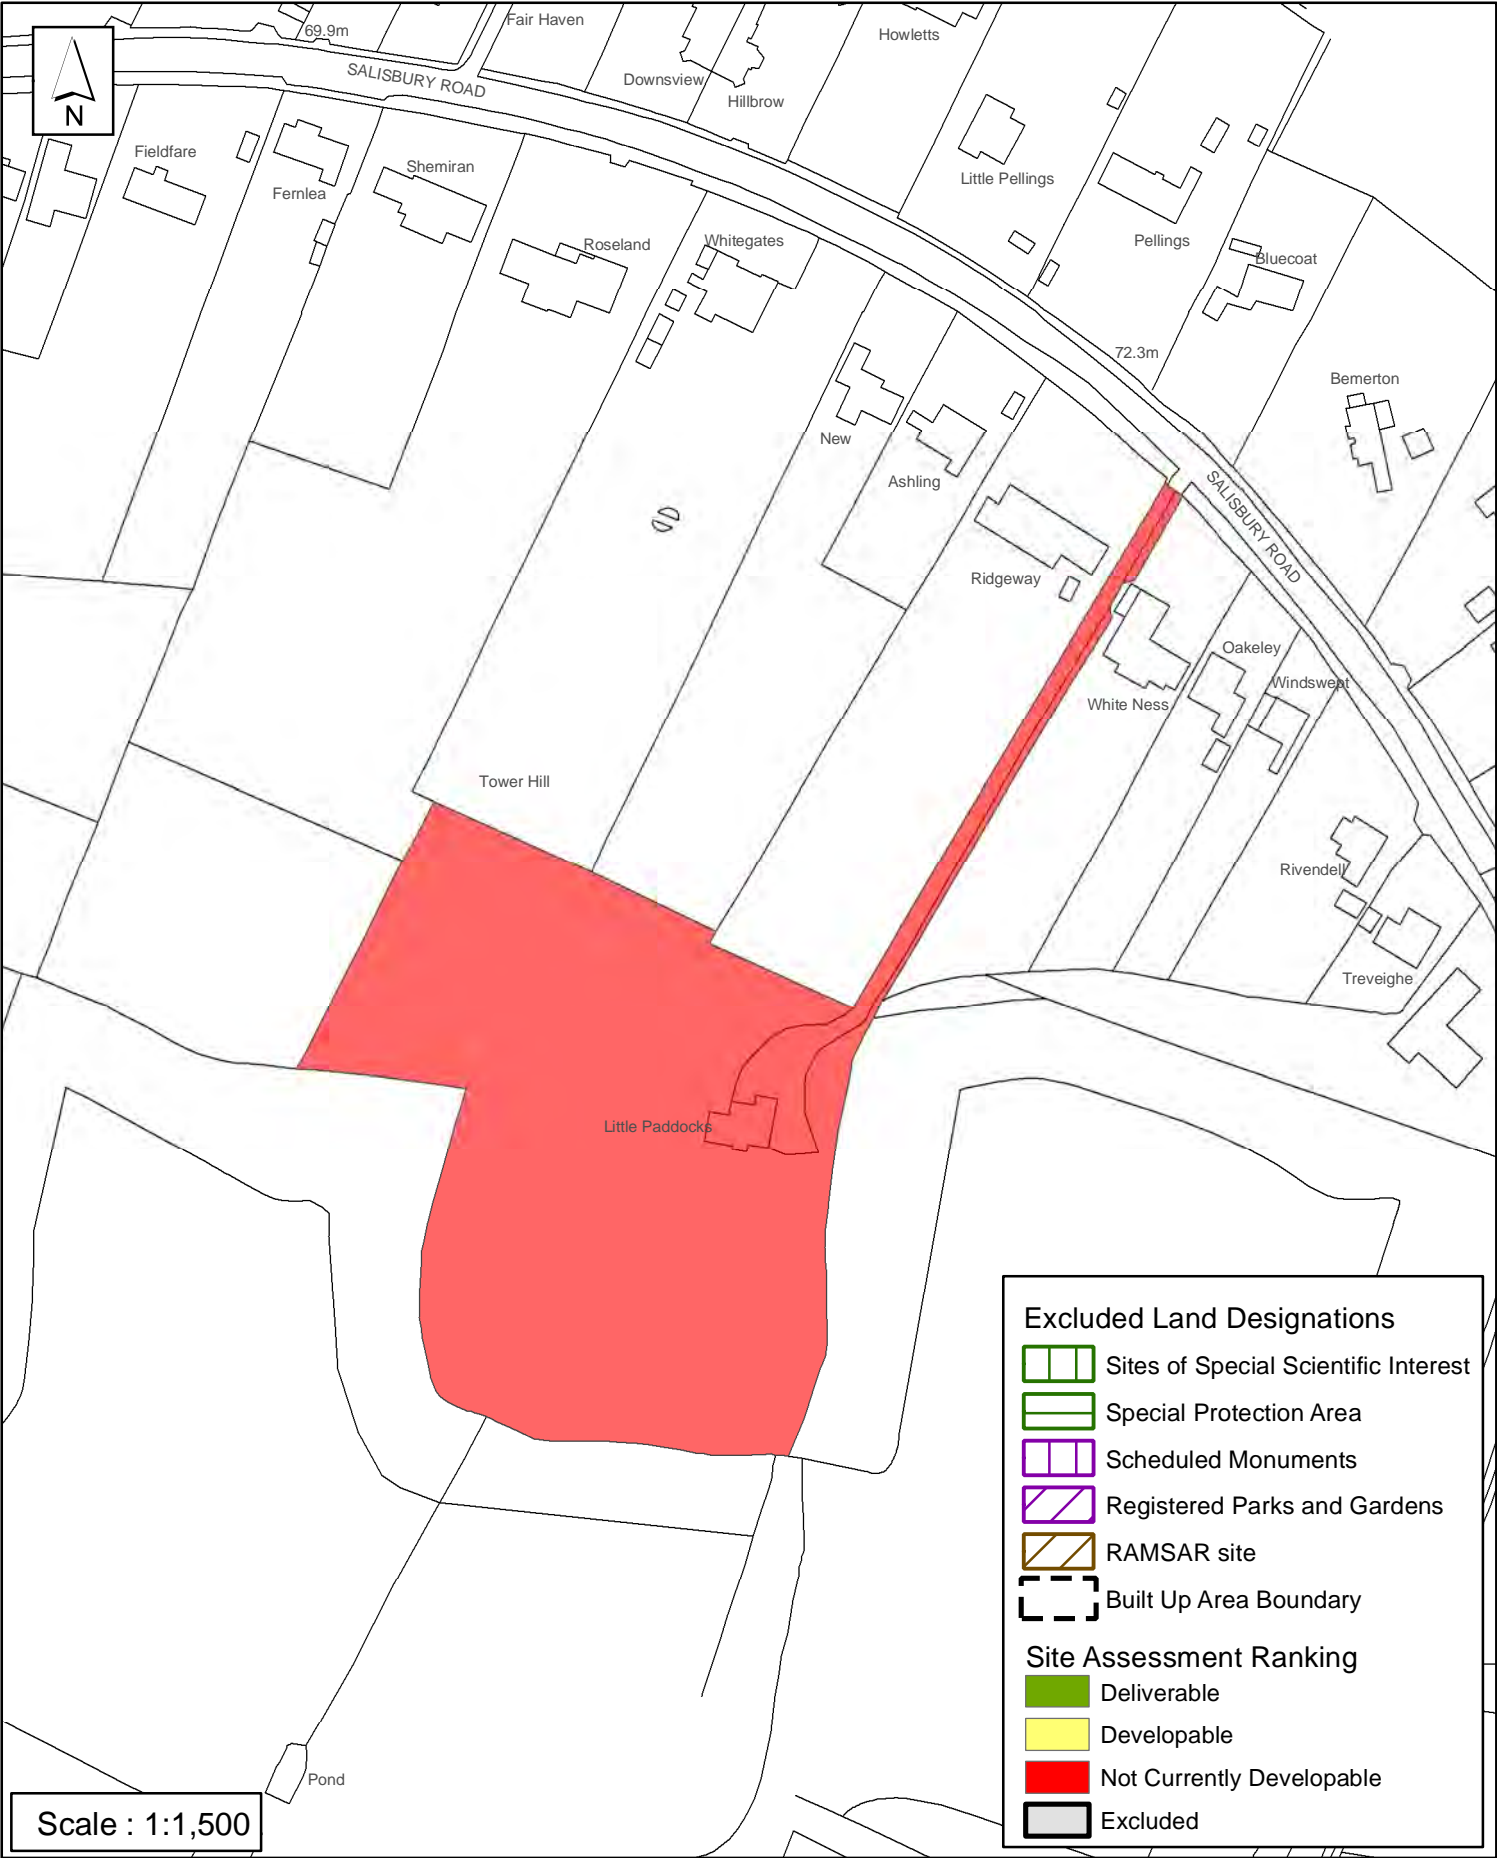 Fair Haven
69.9m
Howletts
SALISBURY ROAD
Downsview
Hillbrow
N
Fieldfare
Shemiran
Fernlea
Little Pellings
Roseland
Whitegates
Pellings
Bluecoat
72.3m
Bemerton
New
Ashling
SALISBURY ROAD
Ridgeway
Oakeley
Windswept
White Ness
Tower Hill
Rivendell
Treveighe
Little Paddocks
Excluded Land Designations
Sites of Special Scientific Interest
Special Protection Area
Scheduled Monuments
Registered Parks and Gardens
RAMSAR site
Built Up Area Boundary
Site Assessment Ranking
Deliverable
Developable
Not Currently Developable
Excluded
Pond
Scale : 1:1,500